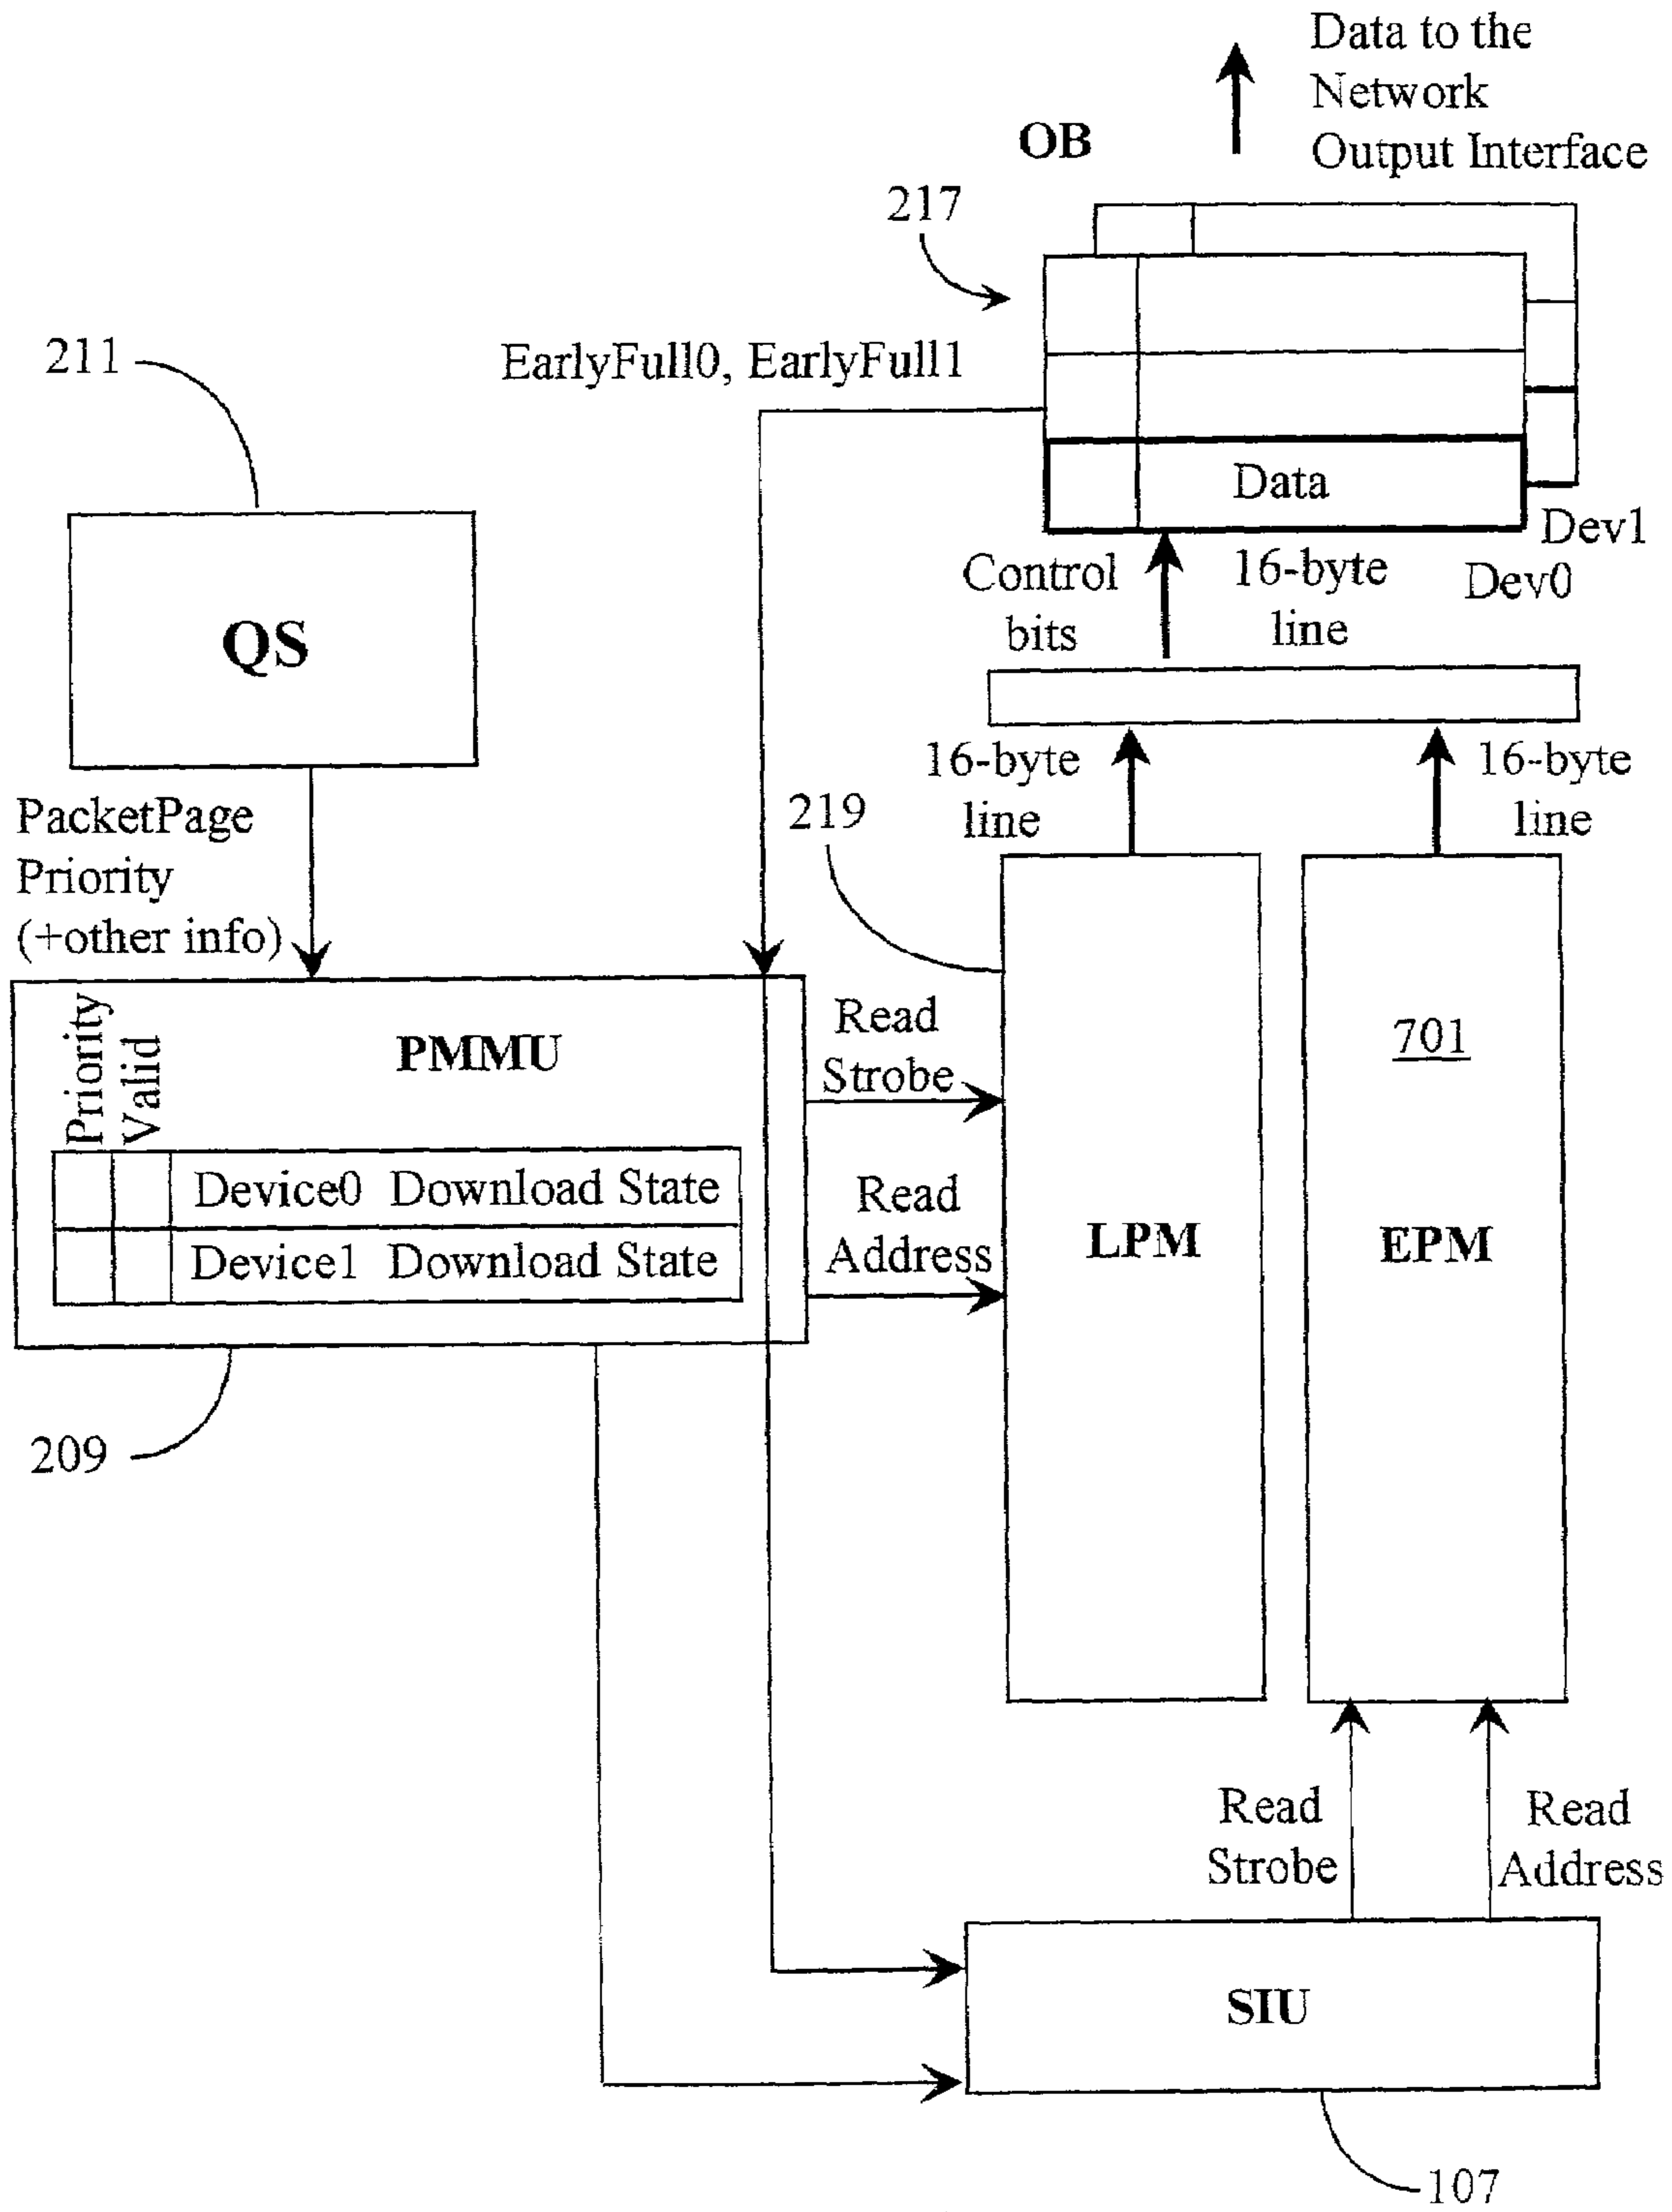 Data to the
Network
Output Interface
OB
217
211
EarlyFull0, EarlyFull1
Data
Dev1
Dev0
Control
bits
16-byte
line
QS
16-byte
line
16-byte
line
219
PacketPage
Priority
(+other info)
Priority
Valid
PMMU
Read
Strobe
701
Device0 Download State
Device1 Download State
Read
Address
LPM
EPM
209
Read
Strobe
Read
Address
SIU
107